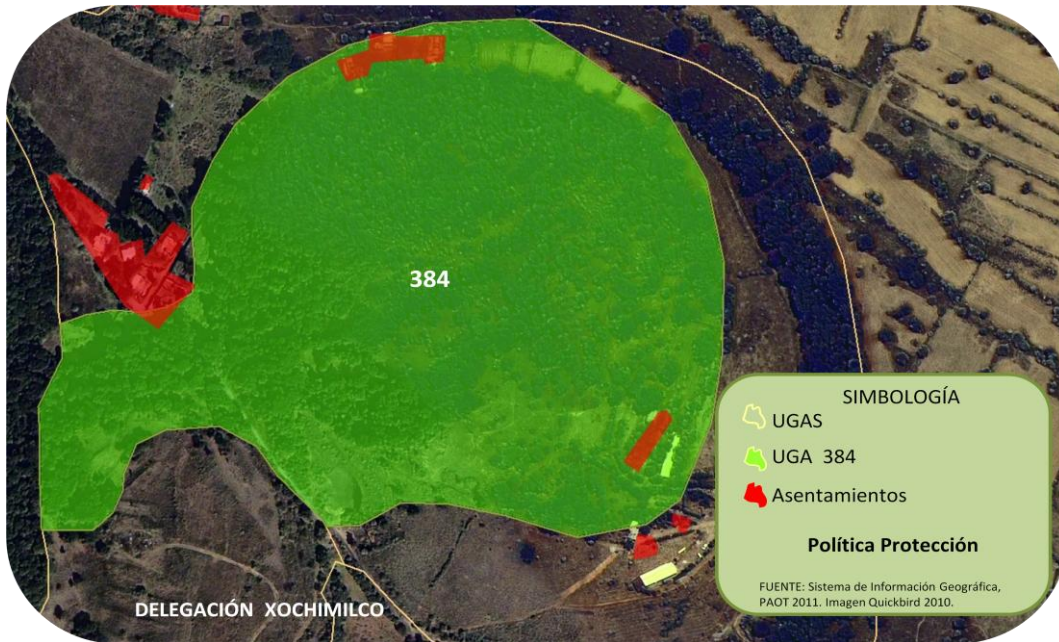 384
SIMBOLOGÍA
UGAS
UGA 384
Asentamientos
Política Protección
FUENTE: Sistema de Información Geográfica,
PAOT 2011. Imagen Quickbird 2010.
DELEGACIÓN XOCHIMILCO